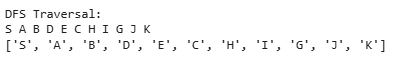 DFS Traversal:
S A B D E C H I G J K
['S', 'A', 'B', 'D', 'E', 'C', 'H', 'I', 'G', 'J', 'K']